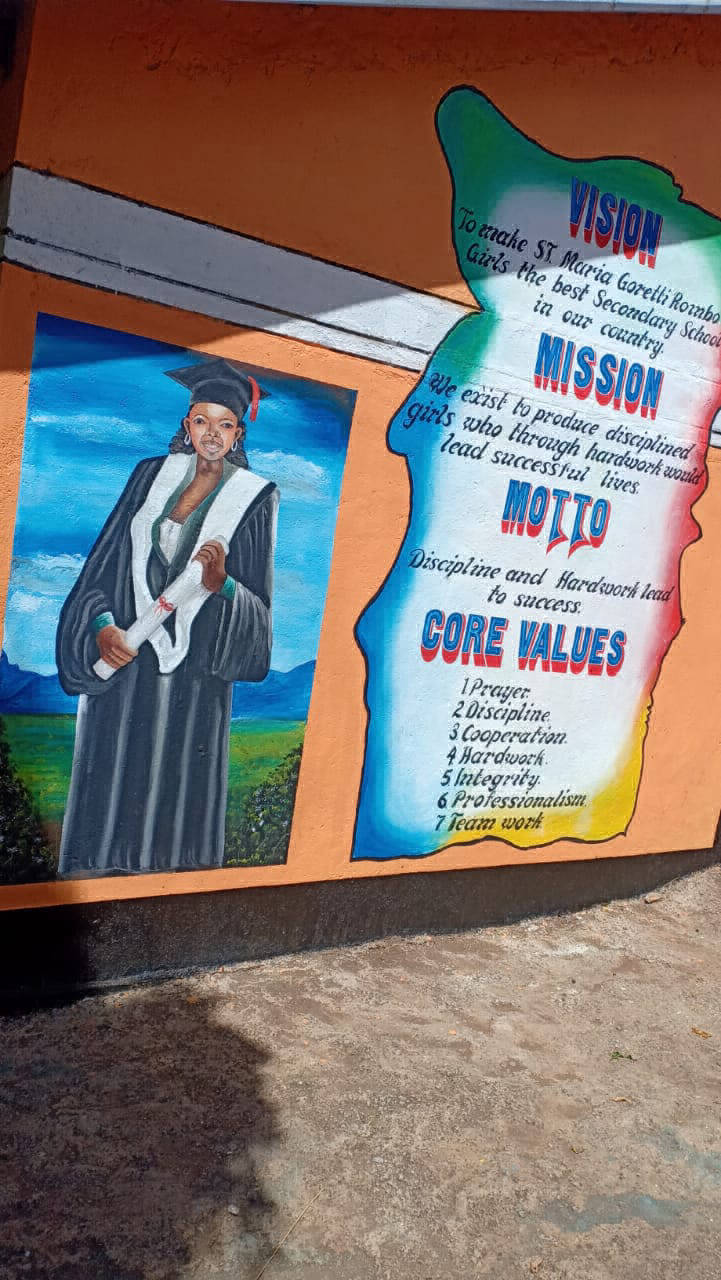 VISION
To make ST. Maria Goretti Rombo
Girls the best Secondary School
in our country.
MISSION
We exist to produce disciplined
girls who through hardwork would
lead successful lives.
MOTTO
Discipline and Hardwork lead
to success.
CORE VALUES
1 Prayer.
2 Discipline.
3 Cooperation.
4 Hardwork.
5 Integrity.
6 Professionalism.
7 Team work